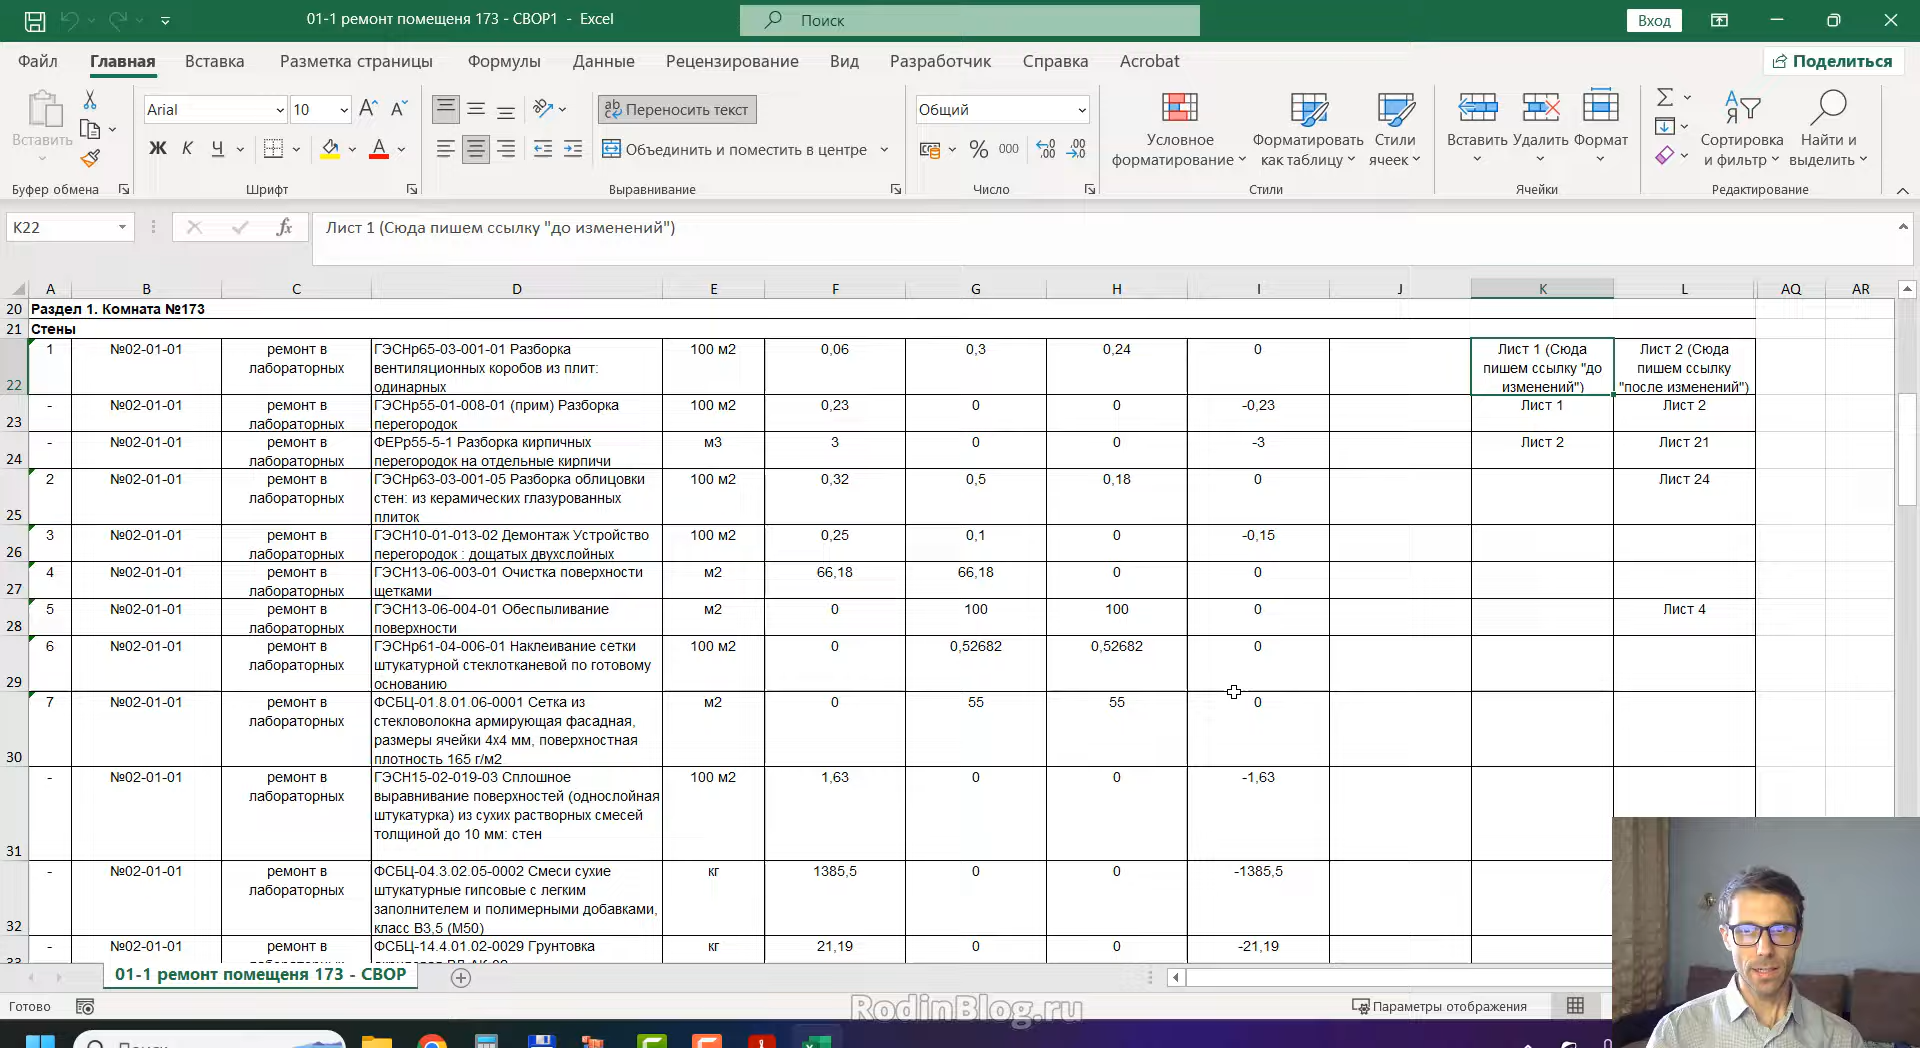 01-1 ремонт помещеня 173 - СВОР1 - Excel
Поиск
Вход
Файл Главная Вставка Разметка страницы Формулы Данные Рецензирование Вид Разработчик Справка Acrobat Поделиться
Вставить
Arial 10
Переносить текст
Общий
Ж К Ч
Объединить и поместить в центре
% 000
Условное форматирование
Форматировать как таблицу
Стили ячеек
Вставить Удалить Формат
Сортировка и фильтр
Найти и выделить
Буфер обмена Шрифт Выравнивание Число Стили Ячейки Редактирование
K22
fx
Лист 1 (Сюда пишем ссылку "до изменений")
A B C D E F G H I J K L AQ AR
20 Раздел 1. Комната №173
21 Стены
22 1 №02-01-01 ремонт в лабораторных ГЭСНр65-03-001-01 Разборка вентиляционных коробов из плит: одинарных 100 м2 0,06 0,3 0,24 0 Лист 1 (Сюда пишем ссылку "до изменений") Лист 2 (Сюда пишем ссылку "после изменений")
23 - №02-01-01 ремонт в лабораторных ГЭСНр55-01-008-01 (прим) Разборка перегородок 100 м2 0,23 0 0 -0,23 Лист 1 Лист 2
24 - №02-01-01 ремонт в лабораторных ФЕРр55-5-1 Разборка кирпичных перегородок на отдельные кирпичи м3 3 0 0 -3 Лист 2 Лист 21
25 2 №02-01-01 ремонт в лабораторных ГЭСНр63-03-001-05 Разборка облицовки стен: из керамических глазурованных плиток 100 м2 0,32 0,5 0,18 0 Лист 24
26 3 №02-01-01 ремонт в лабораторных ГЭСН10-01-013-02 Демонтаж Устройство перегородок : дощатых двухслойных 100 м2 0,25 0,1 0 -0,15
27 4 №02-01-01 ремонт в лабораторных ГЭСН13-06-003-01 Очистка поверхности щетками м2 66,18 66,18 0 0
28 5 №02-01-01 ремонт в лабораторных ГЭСН13-06-004-01 Обеспыливание поверхности м2 0 100 100 0 Лист 4
29 6 №02-01-01 ремонт в лабораторных ГЭСНр61-04-006-01 Наклеивание сетки штукатурной стеклотканевой по готовому основанию 100 м2 0 0,52682 0,52682 0
30 7 №02-01-01 ремонт в лабораторных ФСБЦ-01.8.01.06-0001 Сетка из стекловолокна армирующая фасадная, размеры ячейки 4х4 мм, поверхностная плотность 165 г/м2 м2 0 55 55 0
31 - №02-01-01 ремонт в лабораторных ГЭСН15-02-019-03 Сплошное выравнивание поверхностей (однослойная штукатурка) из сухих растворных смесей толщиной до 10 мм: стен 100 м2 1,63 0 0 -1,63
32 - №02-01-01 ремонт в лабораторных ФСБЦ-04.3.02.05-0002 Смеси сухие штукатурные гипсовые с легким заполнителем и полимерными добавками, класс В3,5 (М50) кг 1385,5 0 0 -1385,5
33 - №02-01-01 ремонт в ФСБЦ-14.4.01.02-0029 Грунтовка кг 21,19 0 0 -21,19
01-1 ремонт помещеня 173 - СВОР
Готово
RodinBlog.ru
Параметры отображения